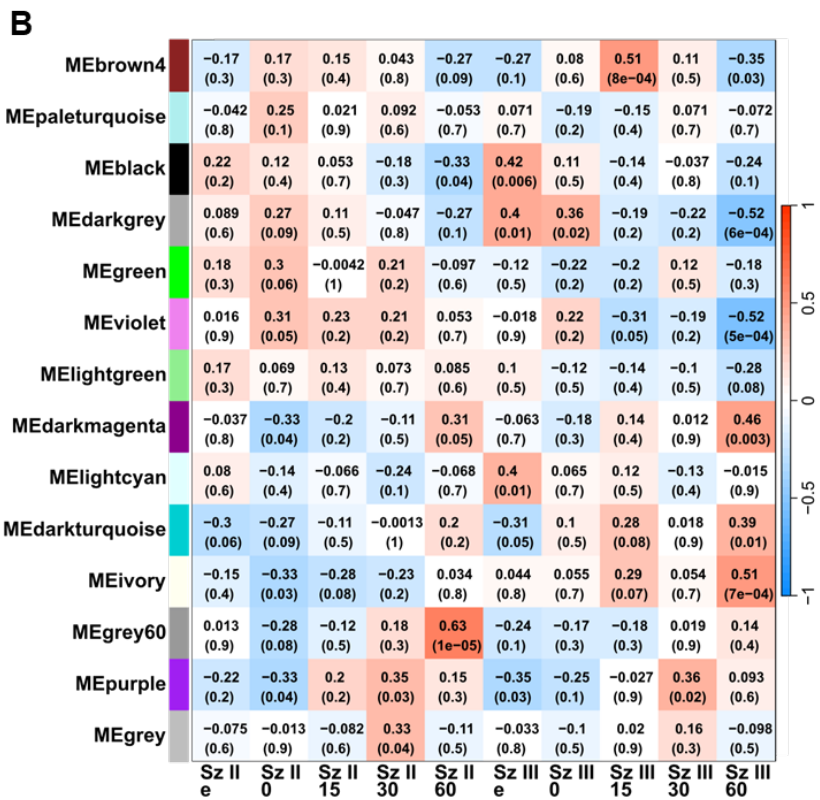 B
MEbrown4 −0.17 0.17 0.15 0.043 −0.27 −0.27 0.08 0.51 0.11 −0.35
(0.3) (0.3) (0.4) (0.8) (0.09) (0.1) (0.6) (8e−04) (0.5) (0.03)
MEpaleturquoise −0.042 0.25 0.021 0.092 −0.053 0.071 −0.19 −0.15 0.071 −0.072
(0.8) (0.1) (0.9) (0.6) (0.7) (0.7) (0.2) (0.4) (0.7) (0.7)
MEblack 0.22 0.12 0.053 −0.18 −0.33 0.42 0.11 −0.14 −0.037 −0.24
(0.2) (0.4) (0.7) (0.3) (0.04) (0.006) (0.5) (0.4) (0.8) (0.1)
MEdarkgrey 0.089 0.27 0.11 −0.047 −0.27 0.4 0.36 −0.19 −0.22 −0.52
(0.6) (0.09) (0.5) (0.8) (0.1) (0.01) (0.02) (0.2) (0.2) (6e−04)
MEgreen 0.18 0.3 −0.0042 0.21 −0.097 −0.12 −0.22 −0.2 0.12 −0.18
(0.3) (0.06) (1) (0.2) (0.6) (0.5) (0.2) (0.2) (0.5) (0.3)
MEviolet 0.016 0.31 0.23 0.21 0.053 −0.018 0.22 −0.31 −0.19 −0.52
(0.9) (0.05) (0.2) (0.2) (0.7) (0.9) (0.2) (0.05) (0.2) (5e−04)
MElightgreen 0.17 0.069 0.13 0.073 0.085 0.1 −0.12 −0.14 −0.1 −0.28
(0.3) (0.7) (0.4) (0.7) (0.6) (0.5) (0.5) (0.4) (0.5) (0.08)
MEdarkmagenta −0.037 −0.33 −0.2 −0.11 0.31 −0.063 −0.18 0.14 0.012 0.46
(0.8) (0.04) (0.2) (0.5) (0.05) (0.7) (0.3) (0.4) (0.9) (0.003)
MElightcyan 0.08 −0.14 −0.066 −0.24 −0.068 0.4 0.065 0.12 −0.13 −0.015
(0.6) (0.4) (0.7) (0.1) (0.7) (0.01) (0.7) (0.5) (0.4) (0.9)
MEdarkturquoise −0.3 −0.27 −0.11 −0.0013 0.2 −0.31 0.1 0.28 0.018 0.39
(0.06) (0.09) (0.5) (1) (0.2) (0.05) (0.5) (0.08) (0.9) (0.01)
MEivory −0.15 −0.33 −0.28 −0.23 0.034 0.044 0.055 0.29 0.054 0.51
(0.4) (0.03) (0.08) (0.2) (0.8) (0.8) (0.7) (0.07) (0.7) (7e−04)
MEgrey60 0.013 −0.28 −0.12 0.18 0.63 −0.24 −0.17 −0.18 0.019 0.14
(0.9) (0.08) (0.5) (0.3) (1e−05) (0.1) (0.3) (0.3) (0.9) (0.4)
MEpurple −0.22 −0.33 0.2 0.35 0.15 −0.35 −0.25 −0.027 0.36 0.093
(0.2) (0.04) (0.2) (0.03) (0.3) (0.03) (0.1) (0.9) (0.02) (0.6)
MEgrey −0.075 −0.013 −0.082 0.33 −0.11 −0.033 −0.1 0.02 0.16 −0.098
(0.6) (0.9) (0.6) (0.04) (0.5) (0.8) (0.5) (0.9) (0.3) (0.5)
Sz II Sz II Sz II Sz II Sz II Sz III Sz III Sz III Sz III Sz III
e 0 15 30 60 e 0 15 30 60
1
0.5
0
−0.5
−1